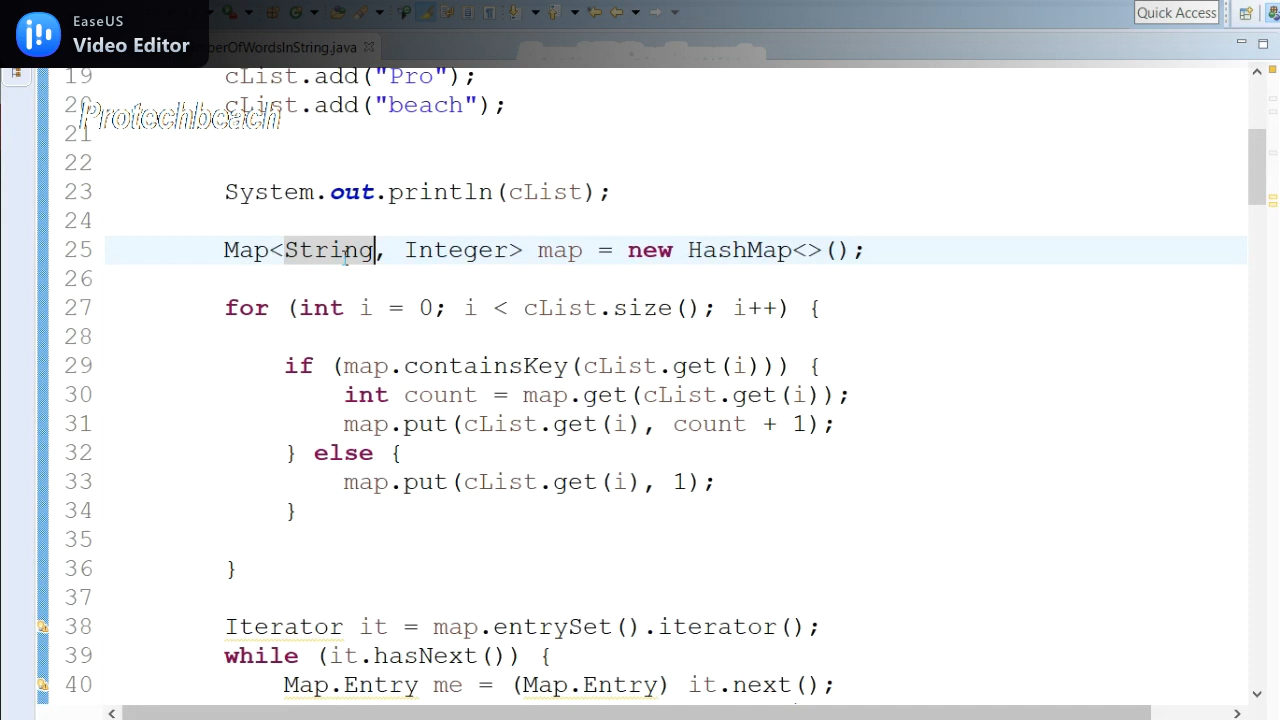 EaseUS
Video Editor
Quick Access
berOfWordsInString.java
19 cList.add("Pro");
20 cList.add("beach");
Protechbeach
21
22
23 System.out.println(cList);
24
25 Map<String, Integer> map = new HashMap<>();
26
27 for (int i = 0; i < cList.size(); i++) {
28
29 if (map.containsKey(cList.get(i))) {
30 int count = map.get(cList.get(i));
31 map.put(cList.get(i), count + 1);
32 } else {
33 map.put(cList.get(i), 1);
34 }
35
36 }
37
38 Iterator it = map.entrySet().iterator();
39 while (it.hasNext()) {
40 Map.Entry me = (Map.Entry) it.next();